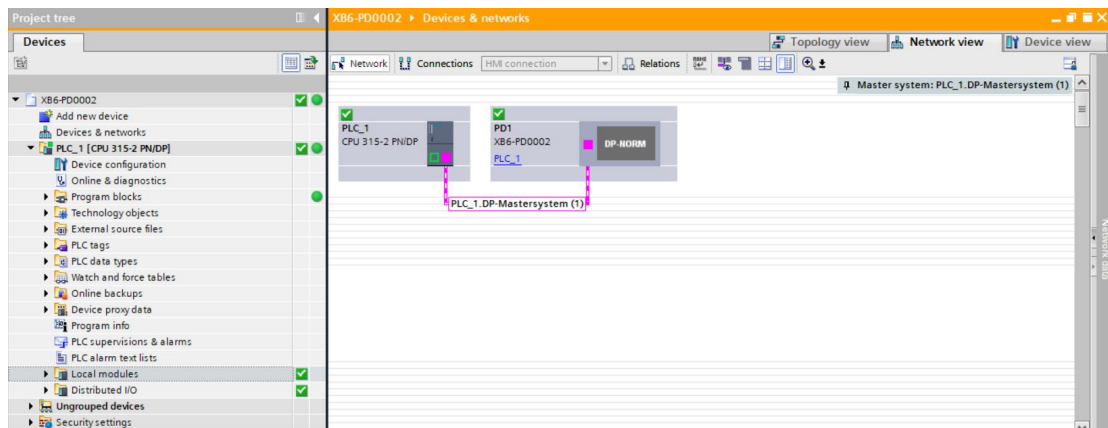 Project tree
XB6-PD0002 ▸ Devices & networks
Devices
Topology view
Network view
Device view
Network
Connections
HMI connection
Relations
Master system: PLC_1.DP-Mastersystem (1)
XB6-PD0002
Add new device
Devices & networks
PLC_1 [CPU 315-2 PN/DP]
Device configuration
Online & diagnostics
Program blocks
Technology objects
External source files
PLC tags
PLC data types
Watch and force tables
Online backups
Device proxy data
Program info
PLC supervisions & alarms
PLC alarm text lists
Local modules
Distributed I/O
Ungrouped devices
Security settings
PLC_1
CPU 315-2 PN/DP
PD1
XB6-PD0002
PLC_1
DP-NORM
PLC_1.DP-Mastersystem (1)
Network data